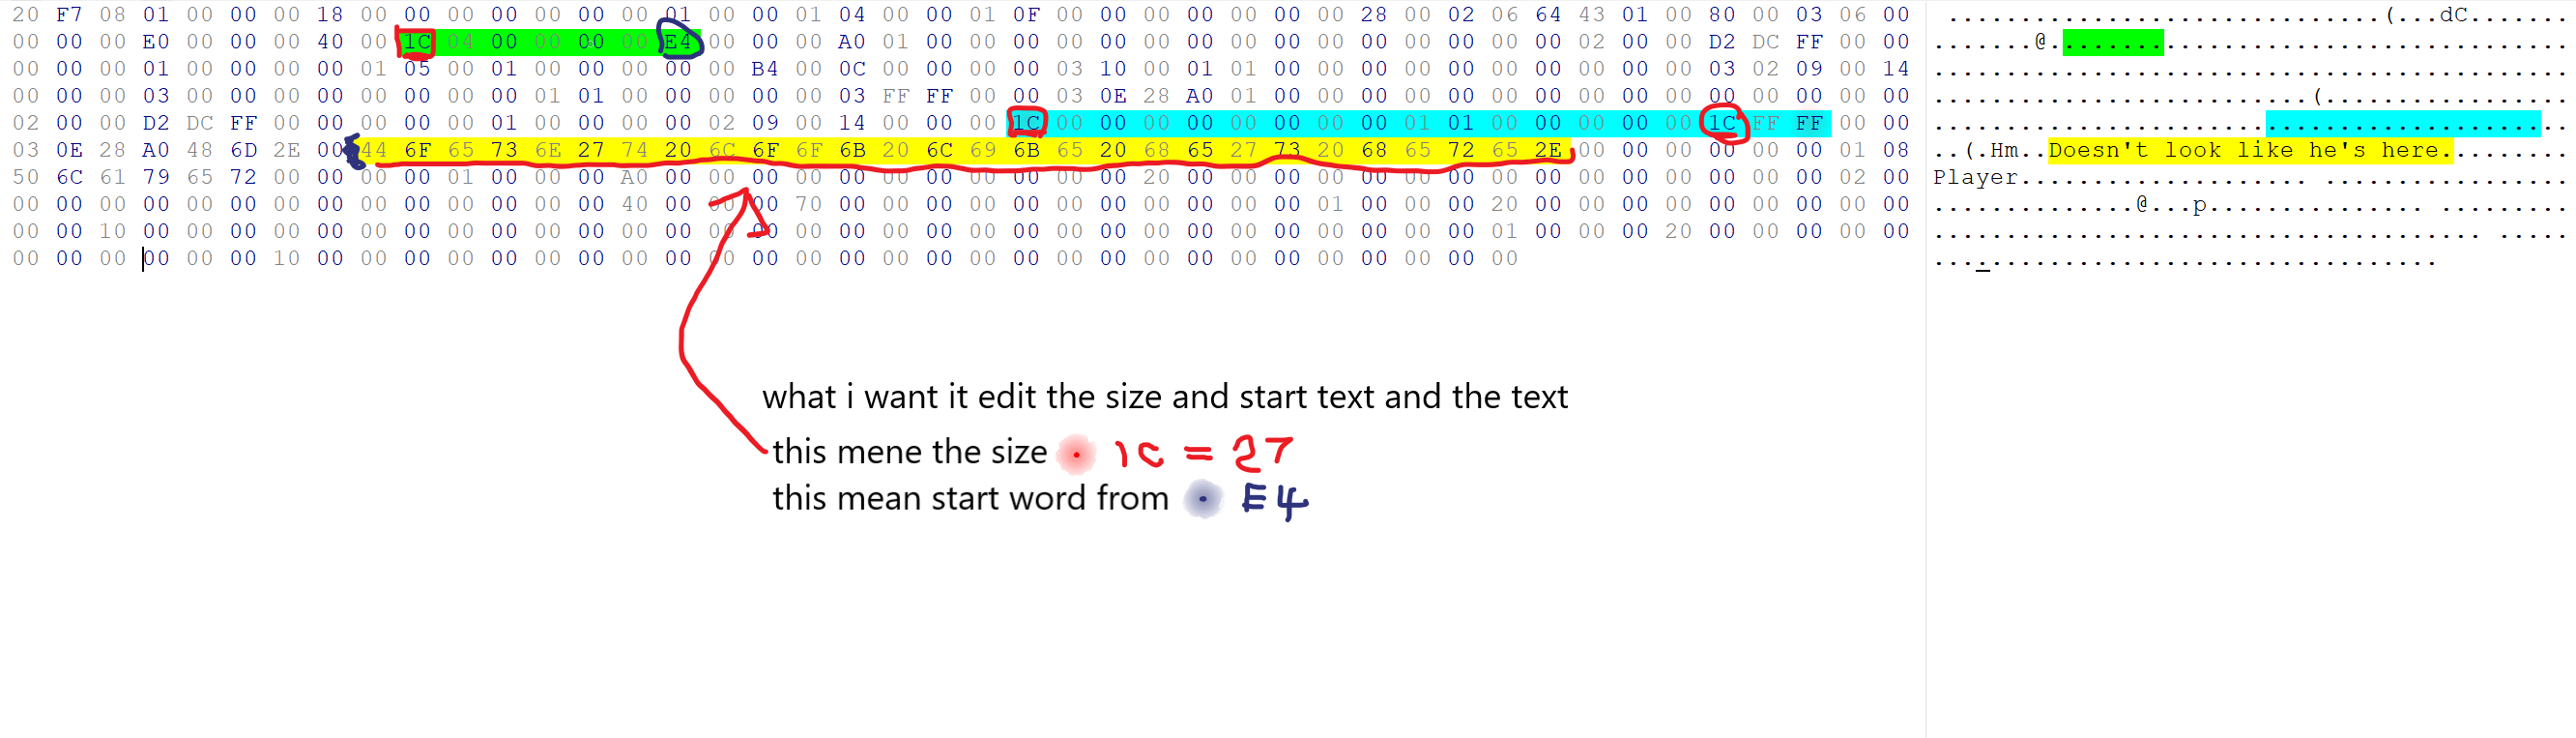 20 F7 08 01 00 00 00 18 00 00 00 00 00 00 00 01 00 00 01 04 00 00 01 0F 00 00 00 00 00 00 00 28 00 02 06 64 43 01 00 80 00 03 06 00 ...............................(...dC.......
00 00 00 E0 00 00 00 40 00 1C 04 00 00 00 00 E4 00 00 00 A0 01 00 00 00 00 00 00 00 00 00 00 00 00 00 00 00 02 00 00 D2 DC FF 00 00 .......@....................................
00 00 00 01 00 00 00 00 01 05 00 01 00 00 00 00 00 B4 00 0C 00 00 00 00 03 10 00 01 01 00 00 00 00 00 00 00 00 00 00 03 02 09 00 14 ............................................
00 00 00 03 00 00 00 00 00 00 00 00 01 01 00 00 00 00 00 03 FF FF 00 00 03 0E 28 A0 01 00 00 00 00 00 00 00 00 00 00 00 00 00 00 00 ..........................(.................
02 00 00 D2 DC FF 00 00 00 00 00 01 00 00 00 00 02 09 00 14 00 00 00 1C 00 00 00 00 00 00 00 00 01 01 00 00 00 00 00 1C FF FF 00 00 ............................................
03 0E 28 A0 48 6D 2E 00 44 6F 65 73 6E 27 74 20 6C 6F 6F 6B 20 6C 69 6B 65 20 68 65 27 73 20 68 65 72 65 2E 00 00 00 00 00 00 01 08 ..(.Hm..Doesn't look like he's here.........
50 6C 61 79 65 72 00 00 00 00 01 00 00 00 A0 00 00 00 00 00 00 00 00 00 00 00 20 00 00 00 00 00 00 00 00 00 00 00 00 00 00 00 02 00 Player.................... .................
00 00 00 00 00 00 00 00 00 00 00 00 00 00 40 00 00 00 70 00 00 00 00 00 00 00 00 00 00 00 01 00 00 00 20 00 00 00 00 00 00 00 00 00 ..............@...p............... .........
00 00 10 00 00 00 00 00 00 00 00 00 00 00 00 00 00 00 00 00 00 00 00 00 00 00 00 00 00 00 00 00 00 00 01 00 00 00 20 00 00 00 00 00 ...................................... .....
00 00 00 00 00 00 10 00 00 00 00 00 00 00 00 00 00 00 00 00 00 00 00 00 00 00 00 00 00 00 00 00 00 00 00 ...................................
what i want it edit the size and start text and the text
this mene the size 1C = 27
this mean start word from E4